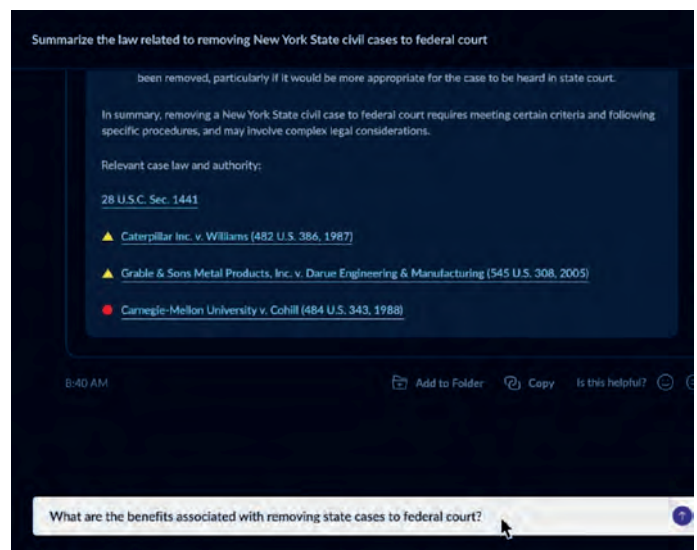 Summarize the law related to removing New York State civil cases to federal court
been removed, particularly if it would be more appropriate for the case to be heard in state court.
In summary, removing a New York State civil case to federal court requires meeting certain criteria and following
specific procedures, and may involve complex legal considerations.
Relevant case law and authority:
28 U.S.C. Sec. 1441
Caterpillar Inc. v. Williams (482 U.S. 386, 1987)
Grable & Sons Metal Products, Inc. v. Darue Engineering & Manufacturing (545 U.S. 308, 2005)
Carnegie-Mellon University v. Cohill (484 U.S. 343, 1988)
8:40 AM Add to Folder Copy Is this helpful?
What are the benefits associated with removing state cases to federal court?